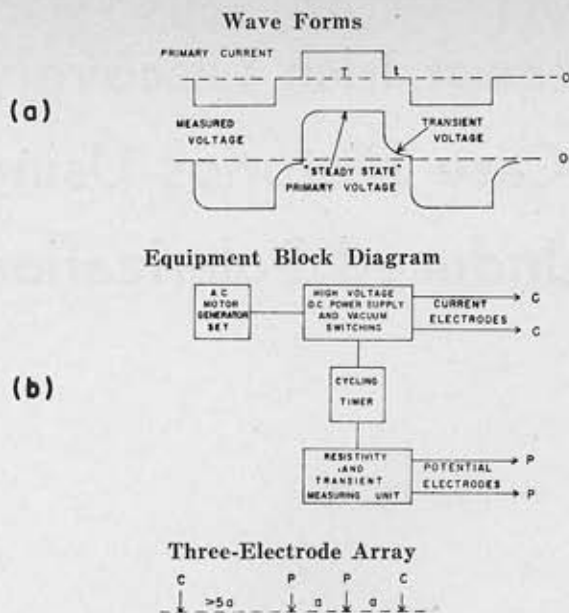 Wave Forms
PRIMARY CURRENT
T
t
O
(a)
MEASURED
VOLTAGE
TRANSIENT
VOLTAGE
O
"STEADY STATE"
PRIMARY VOLTAGE
Equipment Block Diagram
A.C
MOTOR
GENERATOR
SET
HIGH VOLTAGE
D.C POWER SUPPLY
AND VACUUM
SWITCHING
CURRENT
ELECTRODES
C
C
(b)
CYCLING
TIMER
RESISTIVITY
AND
TRANSIENT
MEASURING UNIT
POTENTIAL
ELECTRODES
P
P
Three-Electrode Array
C P P C
>5a a a